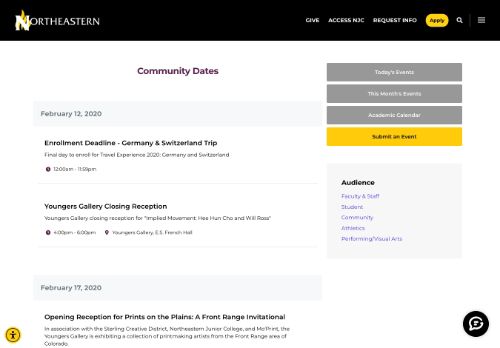 NORTHEASTERN
GIVE ACCESS NJC REQUEST INFO Apply
Community Dates
February 12, 2020
Enrollment Deadline - Germany & Switzerland Trip
Final day to enroll for Travel Experience 2020: Germany and Switzerland
12:00am - 11:59pm
Youngers Gallery Closing Reception
Youngers Gallery closing reception for "Implied Movement: Hee Hun Cho and Will Ross"
4:00pm - 6:00pm Youngers Gallery, E.S. French Hall
February 17, 2020
Opening Reception for Prints on the Plains: A Front Range Invitational
In association with the Sterling Creative District, Northeastern Junior College, and Mo'Print, the
Youngers Gallery is exhibiting a collection of printmaking artists from the Front Range area of
Colorado.
Today's Events
This Month's Events
Academic Calendar
Submit an Event
Audience
Faculty & Staff
Student
Community
Athletics
Performing/Visual Arts